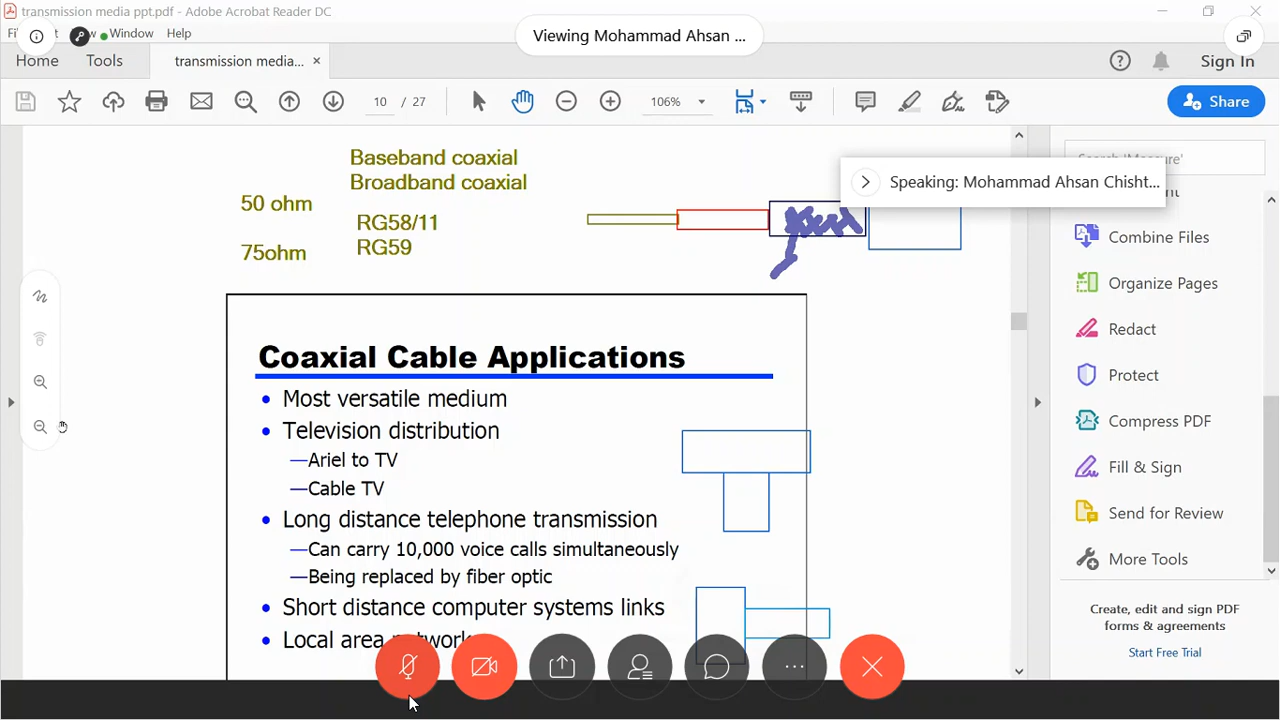 transmission media ppt.pdf - Adobe Acrobat Reader DC
Window Help
Viewing Mohammad Ahsan ...
Home Tools transmission media... × Sign In
10 / 27 106% Share
Baseband coaxial
Broadband coaxial
50 ohm
RG58/11
75ohm
RG59
Speaking: Mohammad Ahsan Chisht...
Coaxial Cable Applications
• Most versatile medium
• Television distribution
—Ariel to TV
—Cable TV
• Long distance telephone transmission
—Can carry 10,000 voice calls simultaneously
—Being replaced by fiber optic
• Short distance computer systems links
• Local area network
Search 'Measure'
Combine Files
Organize Pages
Redact
Protect
Compress PDF
Fill & Sign
Send for Review
More Tools
Create, edit and sign PDF
forms & agreements
Start Free Trial